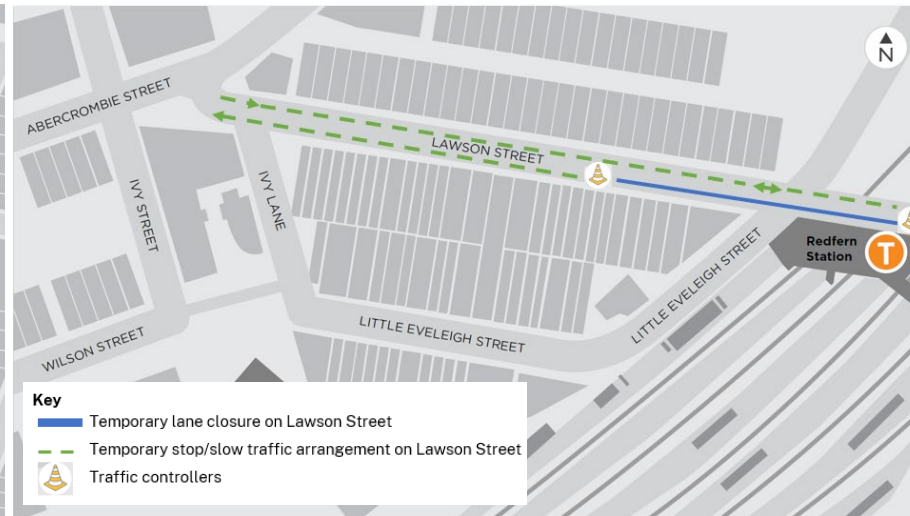 N
ABERCROMBIE STREET
LAWSON STREET
IVY STREET
IVY LANE
Redfern
Station
T
LITTLE EVELEIGH STREET
LITTLE EVELEIGH STREET
WILSON STREET
Key
Temporary lane closure on Lawson Street
Temporary stop/slow traffic arrangement on Lawson Street
Traffic controllers